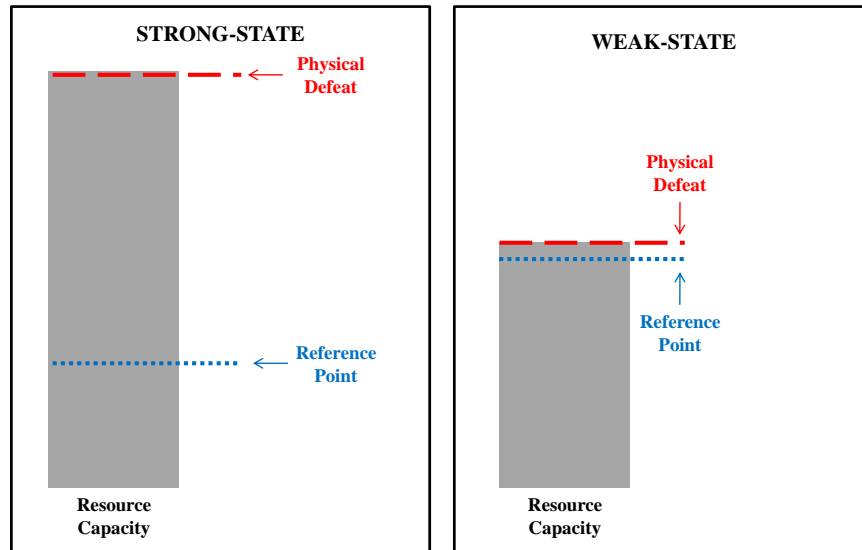 STRONG-STATE
Physical
Defeat
Reference
Point
Resource
Capacity
WEAK-STATE
Physical
Defeat
Reference
Point
Resource
Capacity